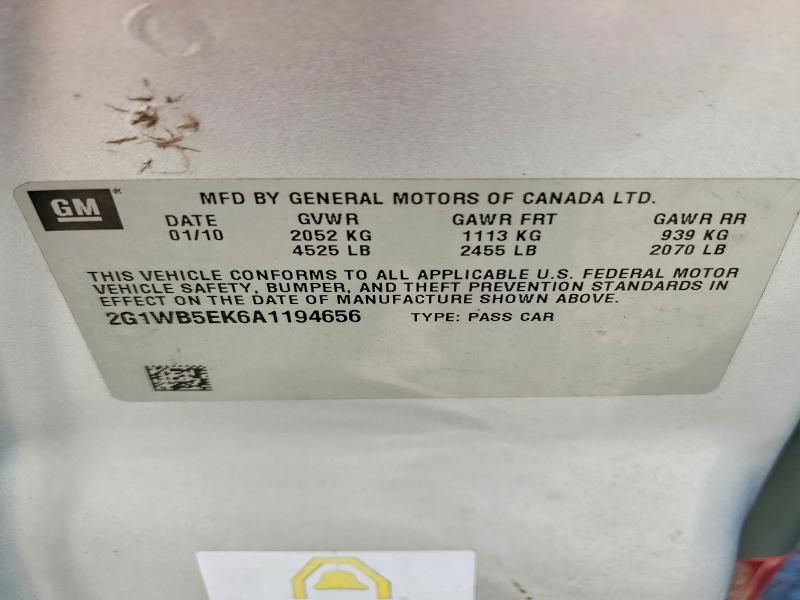 GM®
MFD BY GENERAL MOTORS OF CANADA LTD.
DATE GVWR GAWR FRT GAWR RR
01/10 2052 KG 1113 KG 939 KG
4525 LB 2455 LB 2070 LB
THIS VEHICLE CONFORMS TO ALL APPLICABLE U.S. FEDERAL MOTOR
VEHICLE SAFETY, BUMPER, AND THEFT PREVENTION STANDARDS IN
EFFECT ON THE DATE OF MANUFACTURE SHOWN ABOVE.
2G1WB5EK6A1194656 TYPE: PASS CAR